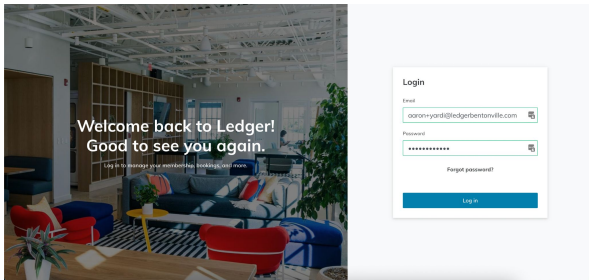 Welcome back to Ledger!
Good to see you again.
Log in to manage your membership, bookings, and more.
Login
Email
aaron+yardi@ledgerbentonville.com
Password
••••••••••••
Forgot password?
Log in